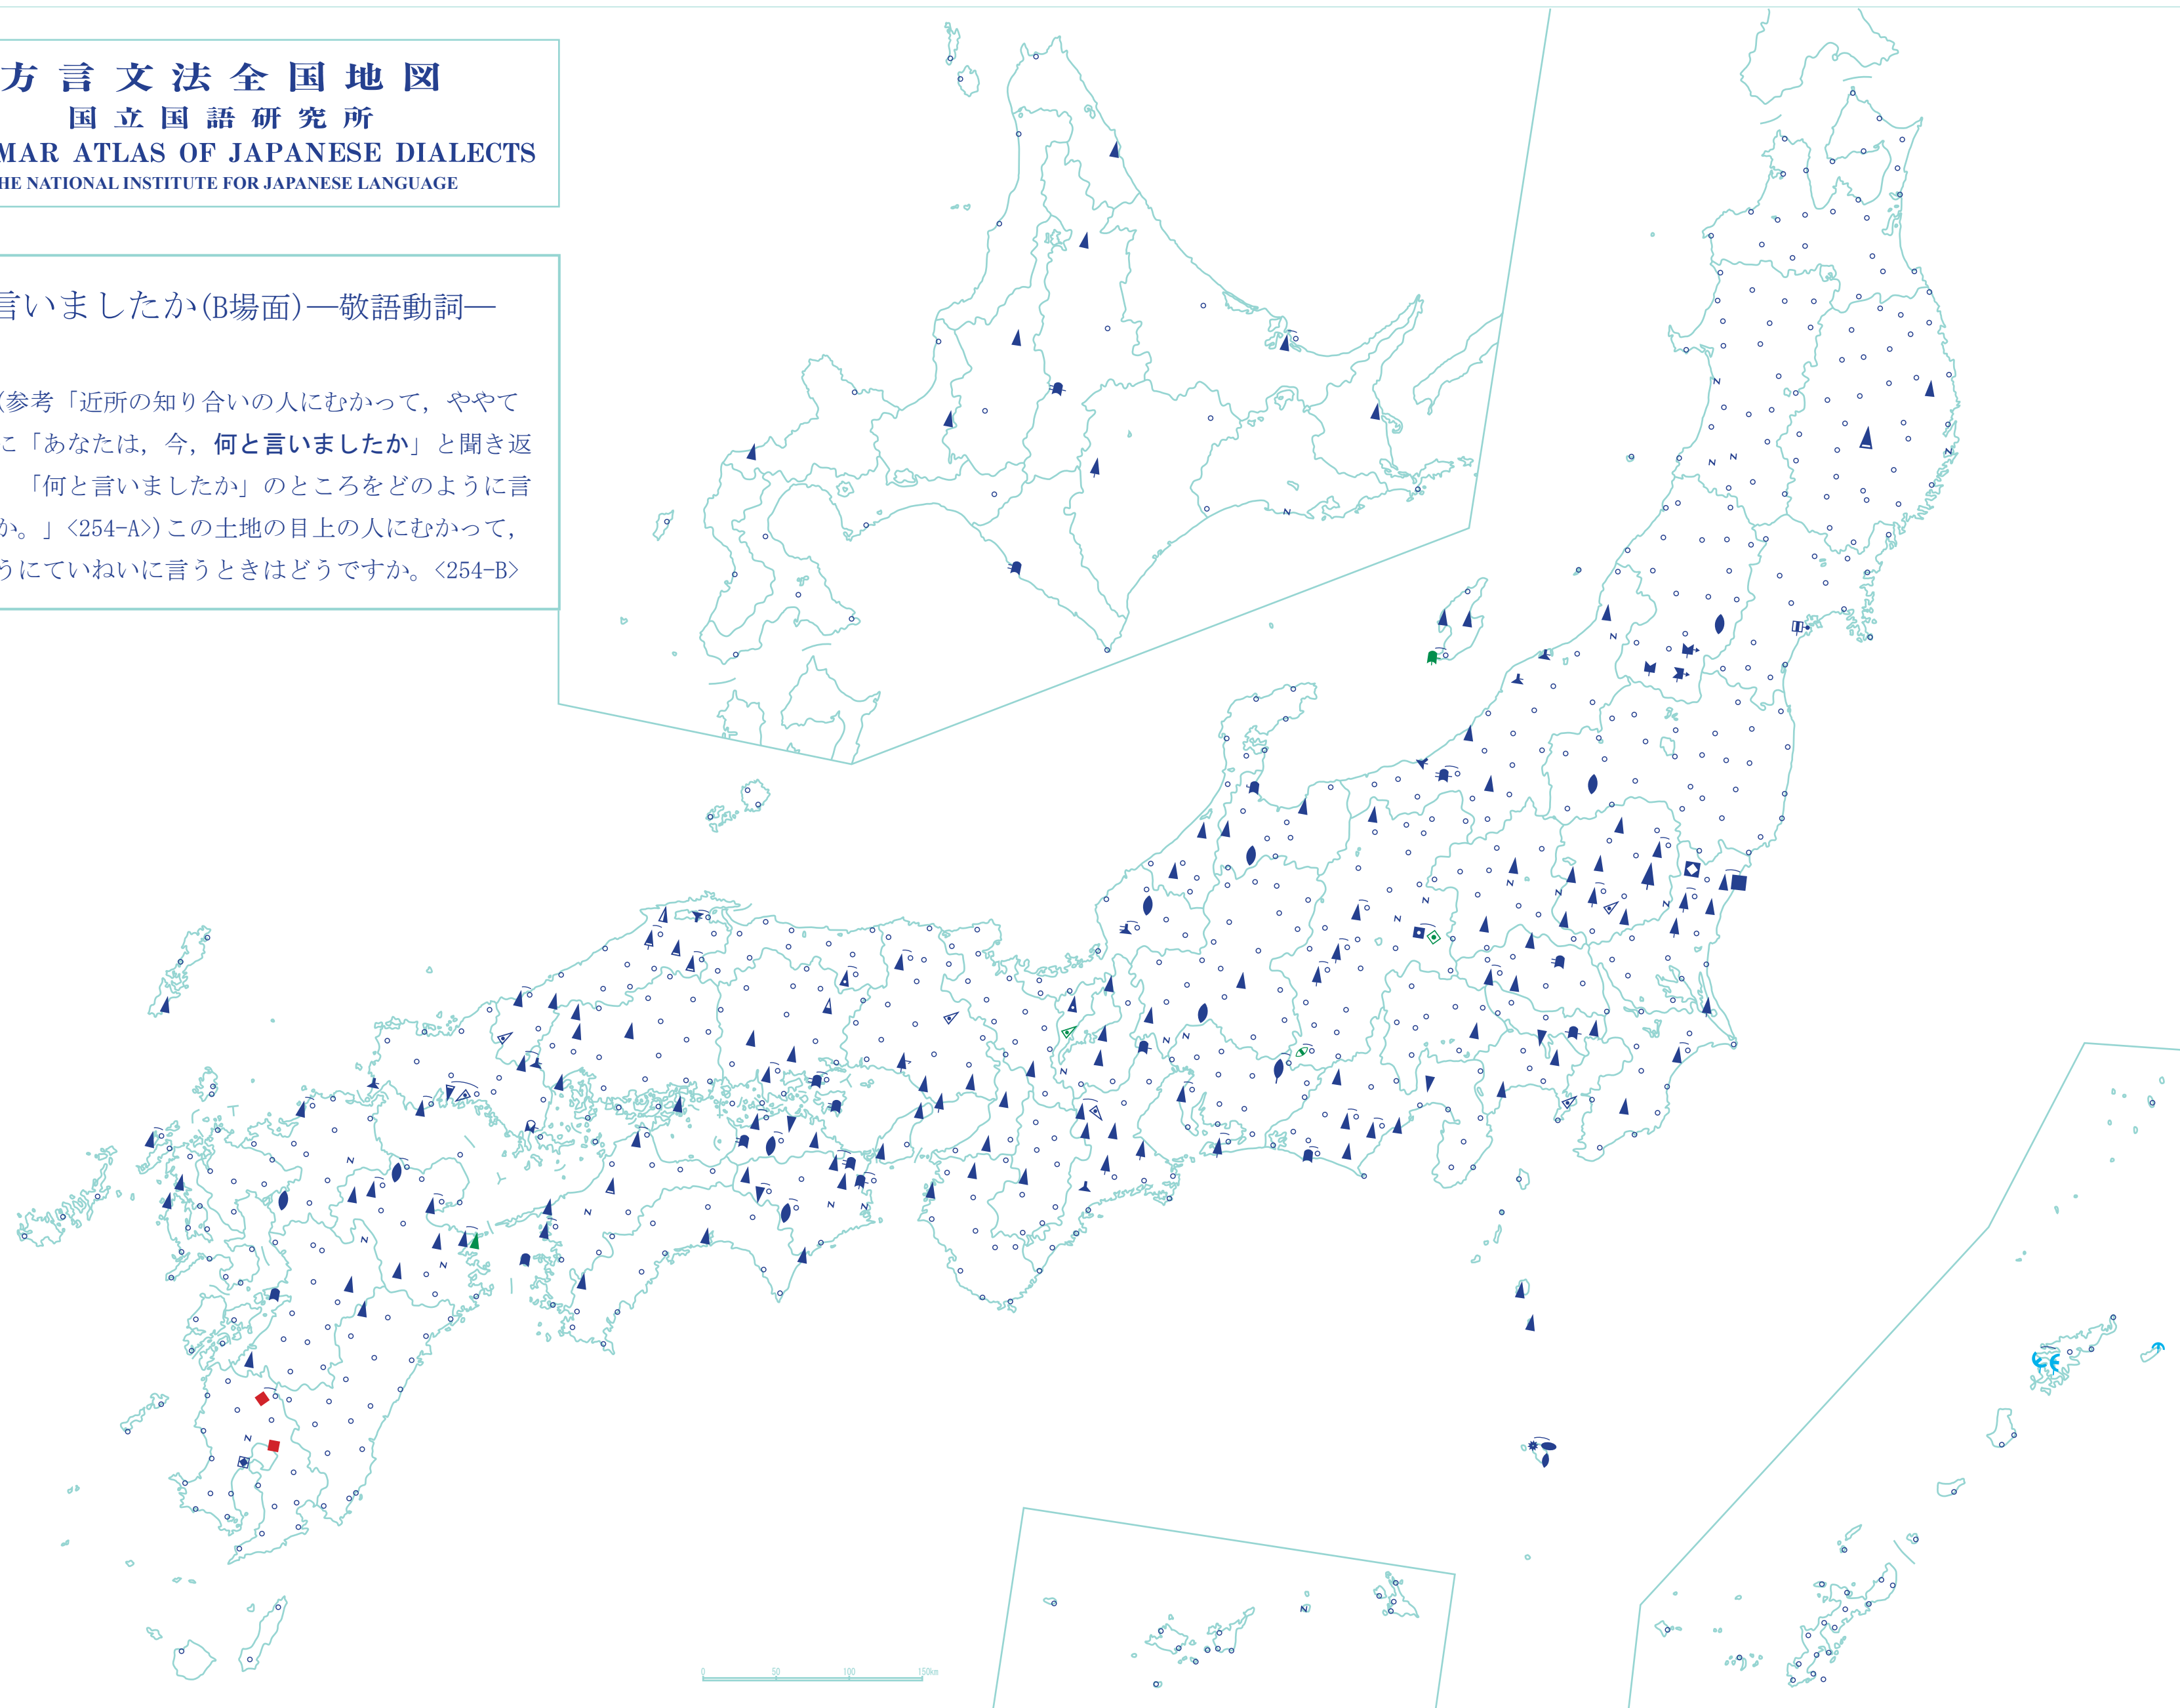 方言文法全国地図
国立国語研究所
MAR ATLAS OF JAPANESE DIALECTS
HE NATIONAL INSTITUTE FOR JAPANESE LANGUAGE
言いましたか(B場面)―敬語動詞―
(参考「近所の知り合いの人にむかって，ややて
に「あなたは，今，何と言いましたか」と聞き返
「何と言いましたか」のところをどのように言
か。」<254-A>)この土地の目上の人にむかって，
うにていねいに言うときはどうですか。<254-B>
0 50 100 150km